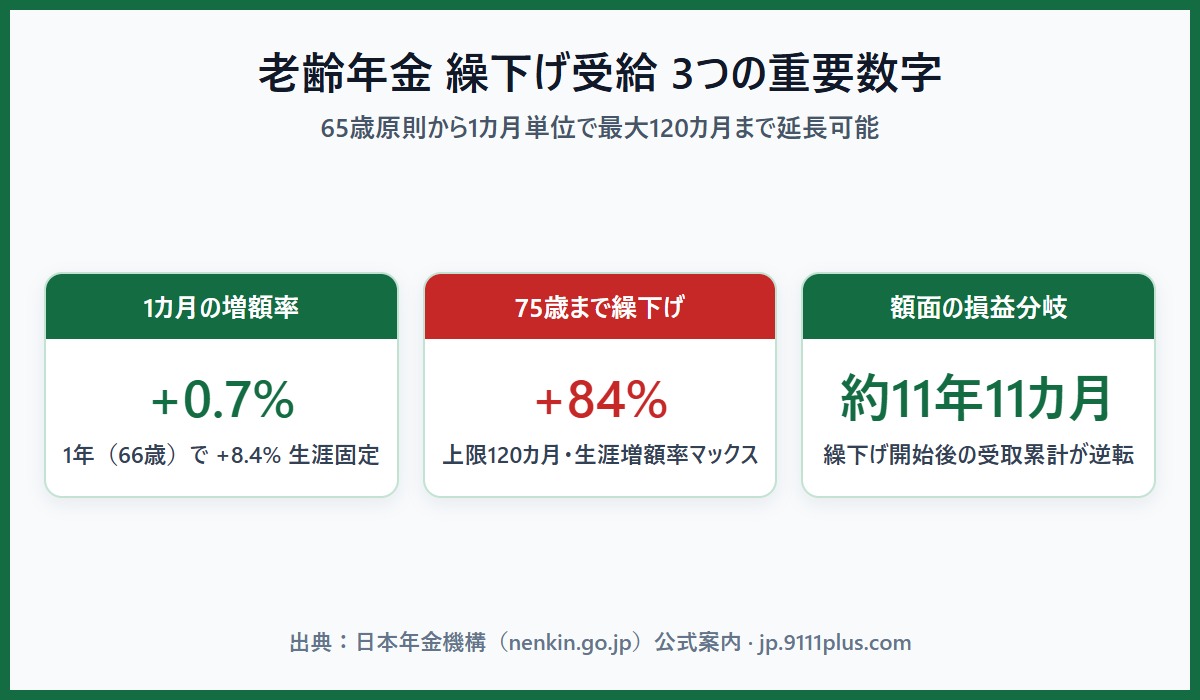 老齢年金 繰下げ受給 3つの重要数字
65歳原則から1カ月単位で最大120カ月まで延長可能
1カ月の増額率
+0.7%
1年（66歳）で +8.4% 生涯固定
75歳まで繰下げ
+84%
上限120カ月・生涯増額率マックス
額面の損益分岐
約11年11カ月
繰下げ開始後の受取累計が逆転
出典：日本年金機構（nenkin.go.jp）公式案内 · jp.9111plus.com